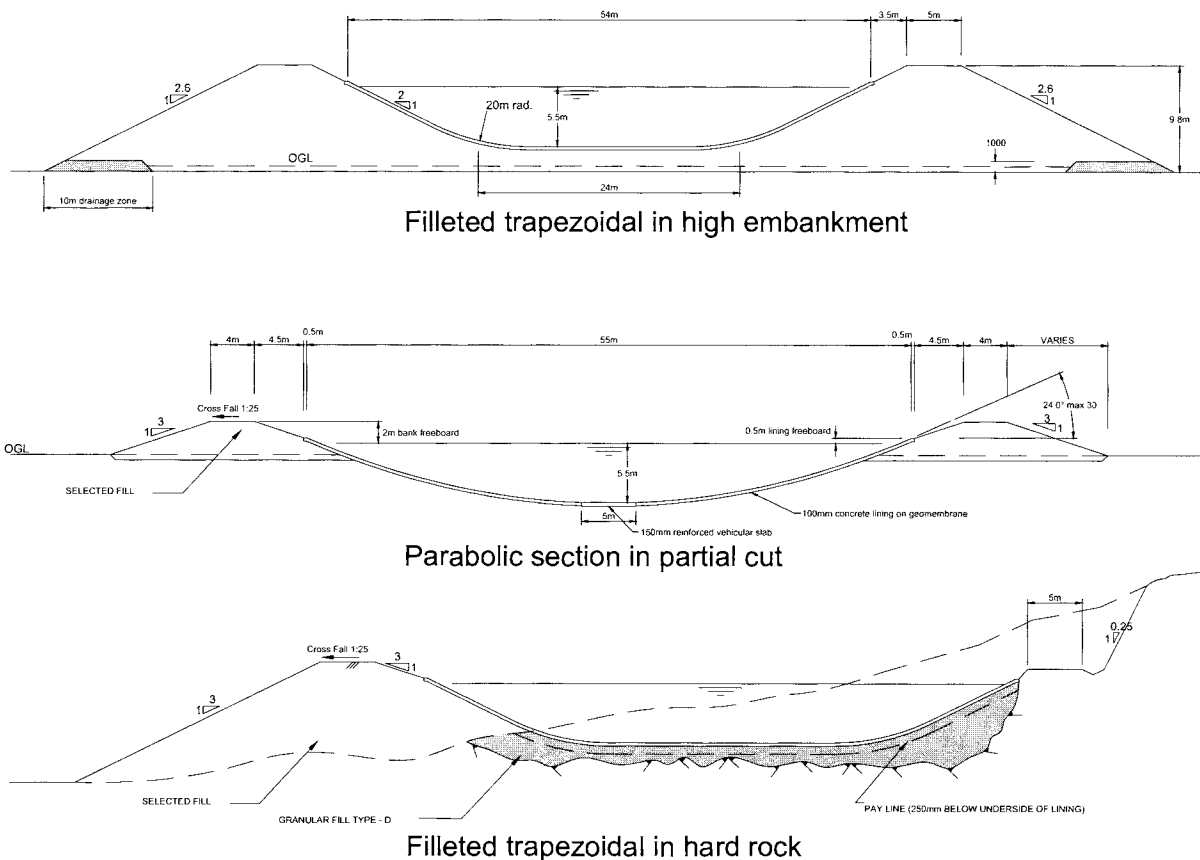 54m
3.5m
5m
2.6
1
2
1
20m rad.
5.5m
2.6
1
9.8m
OGL
1000
10m drainage zone
24m
Filleted trapezoidal in high embankment
0.5m
0.5m
4m
4.5m
55m
4.5m
4m
VARIES
Cross Fall 1:25
3
1
2m bank freeboard
0.5m lining freeboard
24 0° max 30
3
1
OGL
5.5m
SELECTED FILL
5m
100mm concrete lining on geomembrane
150mm reinforced vehicular slab
Parabolic section in partial cut
5m
0.25
1
Cross Fall 1:25
3
1
3
1
SELECTED FILL
GRANULAR FILL TYPE - D
PAY LINE (250mm BELOW UNDERSIDE OF LINING)
Filleted trapezoidal in hard rock